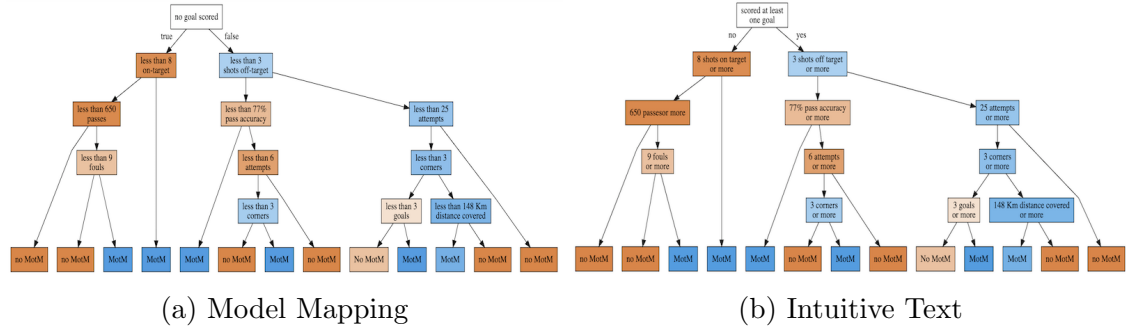 no goal scored
true
false
less than 8
on-target
less than 3
shots off-target
less than 650
passes
less than 77%
pass accuracy
less than 25
attempts
less than 9
fouls
less than 6
attempts
less than 3
corners
less than 3
corners
less than 3
goals
less than 148 Km
distance covered
no MotM
no MotM
MotM
MotM
MotM
no MotM
MotM
no MotM
No MotM
MotM
MotM
no MotM
no MotM
(a) Model Mapping
scored at least
one goal
no
yes
8 shots on target
or more
3 shots off target
or more
650 passesor more
77% pass accuracy
or more
25 attempts
or more
9 fouls
or more
6 attempts
or more
3 corners
or more
3 corners
or more
3 goals
or more
148 Km distance covered
or more
no MotM
no MotM
MotM
MotM
MotM
no MotM
MotM
no MotM
No MotM
MotM
MotM
no MotM
no MotM
(b) Intuitive Text